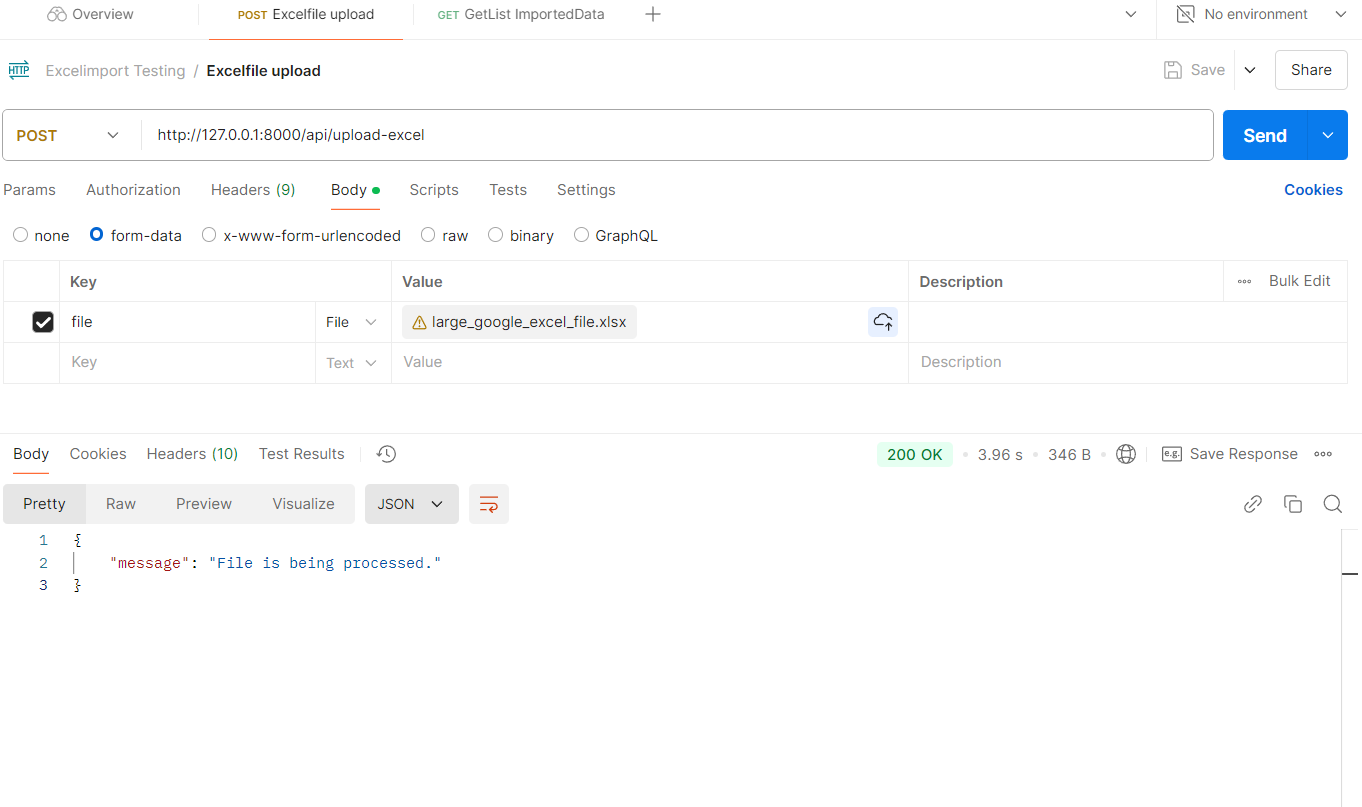 Overview POST Excelfile upload GET GetList ImportedData No environment
HTTP Excelimport Testing / Excelfile upload Save Share
POST http://127.0.0.1:8000/api/upload-excel Send
Params Authorization Headers (9) Body Scripts Tests Settings Cookies
none form-data x-www-form-urlencoded raw binary GraphQL
Key Value Description Bulk Edit
file File large_google_excel_file.xlsx
Key Text Value Description
Body Cookies Headers (10) Test Results 200 OK 3.96 s 346 B e.g. Save Response
Pretty Raw Preview Visualize JSON
1 {
2 "message": "File is being processed."
3 }